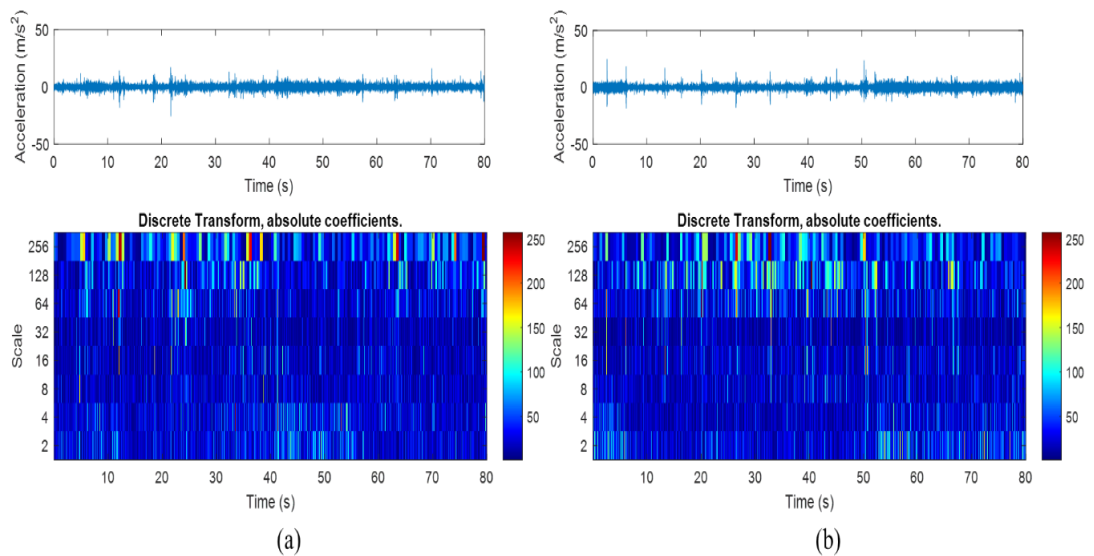 50
0
-50
Acceleration (m/s²)
0 10 20 30 40 50 60 70 80
Time (s)
50
0
-50
Acceleration (m/s²)
0 10 20 30 40 50 60 70 80
Time (s)
Discrete Transform, absolute coefficients.
256
128
64
32
16
8
4
2
Scale
10 20 30 40 50 60 70 80
Time (s)
250
200
150
100
50
0
Discrete Transform, absolute coefficients.
256
128
64
32
16
8
4
2
Scale
10 20 30 40 50 60 70 80
Time (s)
250
200
150
100
50
(a)
(b)